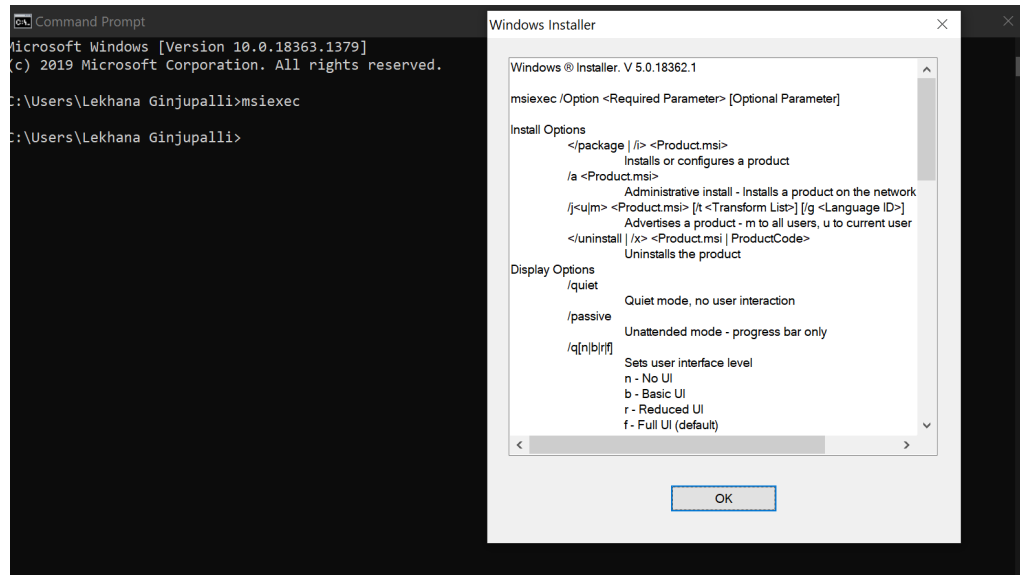 Command Prompt
Microsoft Windows [Version 10.0.18363.1379]
(c) 2019 Microsoft Corporation. All rights reserved.
C:\Users\Lekhana Ginjupalli>msiexec
C:\Users\Lekhana Ginjupalli>
Windows Installer
Windows ® Installer. V 5.0.18362.1
msiexec /Option <Required Parameter> [Optional Parameter]
Install Options
</package | /i> <Product.msi>
Installs or configures a product
/a <Product.msi>
Administrative install - Installs a product on the network
/j<u|m> <Product.msi> [/t <Transform List>] [/g <Language ID>]
Advertises a product - m to all users, u to current user
</uninstall | /x> <Product.msi | ProductCode>
Uninstalls the product
Display Options
/quiet
Quiet mode, no user interaction
/passive
Unattended mode - progress bar only
/q[n|b|r|f]
Sets user interface level
n - No UI
b - Basic UI
r - Reduced UI
f - Full UI (default)
OK